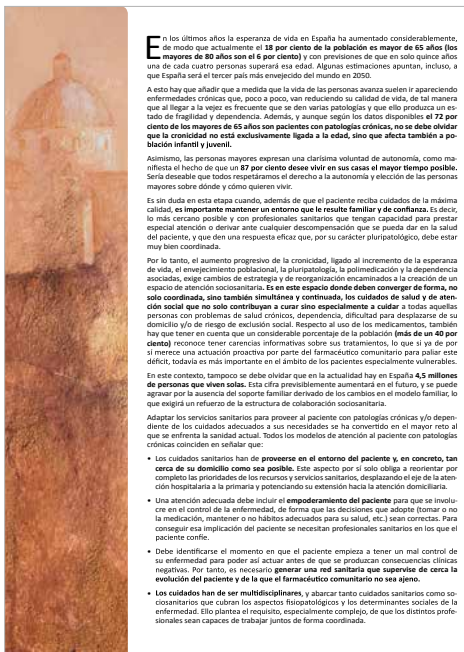 En los últimos años la esperanza de vida en España ha aumentado considerablemente,
de modo que actualmente el 18 por ciento de la población es mayor de 65 años (los
mayores de 80 años son el 6 por ciento) y con previsiones de que en solo quince años
una de cada cuatro personas superará esa edad. Algunas estimaciones apuntan, incluso, a
que España será el tercer país más envejecido del mundo en 2050.
A esto hay que añadir que a medida que la vida de las personas avanza suelen ir apareciendo
enfermedades crónicas que, poco a poco, van reduciendo su calidad de vida, de tal manera
que al llegar a la vejez es frecuente que se den varias patologías y que ello produzca un es-
tado de fragilidad y dependencia. Además, y aunque según los datos disponibles el 72 por
ciento de los mayores de 65 años son pacientes con patologías crónicas, no se debe olvidar
que la cronicidad no está exclusivamente ligada a la edad, sino que afecta también a po-
blación infantil y juvenil.
Asimismo, las personas mayores expresan una clarísima voluntad de autonomía, como ma-
nifiesta el hecho de que un 87 por ciento desee vivir en sus casas el mayor tiempo posible.
Sería deseable que todos respetáramos el derecho a la autonomía y elección de las personas
mayores sobre dónde y cómo quieren vivir.
Es sin duda en esta etapa cuando, además de que el paciente reciba cuidados de la máxima
calidad, es importante mantener un entorno que le resulte familiar y de confianza. Es decir,
lo más cercano posible y con profesionales sanitarios que tengan capacidad para prestar
especial atención o derivar ante cualquier descompensación que se pueda dar en la salud
del paciente, y que den una respuesta eficaz que, por su carácter pluripatológico, debe estar
muy bien coordinada.
Por lo tanto, el aumento progresivo de la cronicidad, ligado al incremento de la esperanza
de vida, el envejecimiento poblacional, la pluripatología, la polimedicación y la dependencia
asociadas, exige cambios de estrategia y de reorganización encaminados a la creación de un
espacio de atención sociosanitaria. Es en este espacio donde deben converger de forma, no
solo coordinada, sino también simultánea y continuada, los cuidados de salud y de aten-
ción social que no solo contribuyan a curar sino especialmente a cuidar a todas aquellas
personas con problemas de salud crónicos, dependencia, dificultad para desplazarse de su
domicilio y/o de riesgo de exclusión social. Respecto al uso de los medicamentos, también
hay que tener en cuenta que un considerable porcentaje de la población (más de un 40 por
ciento) reconoce tener carencias informativas sobre sus tratamientos, lo que si ya de por
si merece una actuación proactiva por parte del farmacéutico comunitario para paliar este
déficit, todavía es más importante en el ámbito de los pacientes especialmente vulnerables.
En este contexto, tampoco se debe olvidar que en la actualidad hay en España 4,5 millones
de personas que viven solas. Esta cifra previsiblemente aumentará en el futuro, y se puede
agravar por la ausencia del soporte familiar derivado de los cambios en el modelo familiar, lo
que exigirá un refuerzo de la estructura de colaboración sociosanitaria.
Adaptar los servicios sanitarios para proveer al paciente con patologías crónicas y/o depen-
diente de los cuidados adecuados a sus necesidades se ha convertido en el mayor reto al
que se enfrenta la sanidad actual. Todos los modelos de atención al paciente con patologías
crónicas coinciden en señalar que:
• Los cuidados sanitarios han de proveerse en el entorno del paciente y, en concreto, tan
cerca de su domicilio como sea posible. Este aspecto por sí solo obliga a reorientar por
completo las prioridades de los recursos y servicios sanitarios, desplazando el eje de la aten-
ción hospitalaria a la primaria y potenciando su extensión hacia la atención domiciliaria.
• Una atención adecuada debe incluir el empoderamiento del paciente para que se involu-
cre en el control de la enfermedad, de forma que las decisiones que adopte (tomar o no
la medicación, mantener o no hábitos adecuados para su salud, etc.) sean correctas. Para
conseguir esa implicación del paciente se necesitan profesionales sanitarios en los que el
paciente confíe.
• Debe identificarse el momento en que el paciente empieza a tener un mal control de
su enfermedad para poder así actuar antes de que se produzcan consecuencias clínicas
negativas. Por tanto, es necesario generar una red sanitaria que supervise de cerca la
evolución del paciente y de la que el farmacéutico comunitario no sea ajeno.
• Los cuidados han de ser multidisciplinares, y abarcar tanto cuidados sanitarios como so-
ciosanitarios que cubran los aspectos fisiopatológicos y los determinantes sociales de la
enfermedad. Ello plantea el requisito, especialmente complejo, de que los distintos profe-
sionales sean capaces de trabajar juntos de forma coordinada.